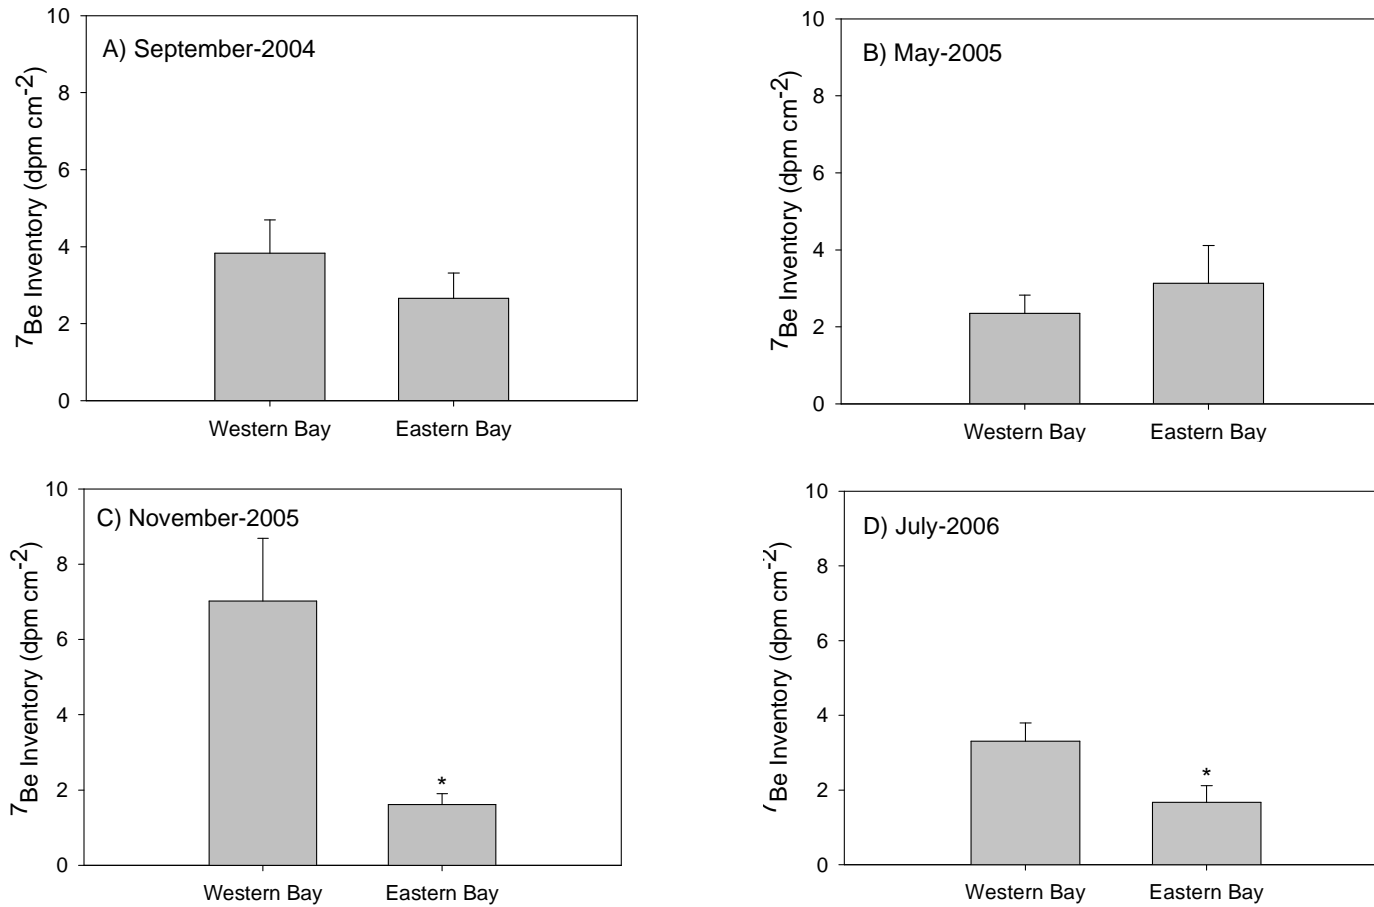 A) September-2004
10
8
6
4
2
0
⁷Be Inventory (dpm cm⁻²)
Western Bay Eastern Bay
B) May-2005
10
8
6
4
2
0
⁷Be Inventory (dpm cm⁻²)
Western Bay Eastern Bay
C) November-2005
10
8
6
4
2
0
⁷Be Inventory (dpm cm⁻²)
*
Western Bay Eastern Bay
D) July-2006
10
8
6
4
2
0
⁷Be Inventory (dpm cm⁻²)
*
Western Bay Eastern Bay